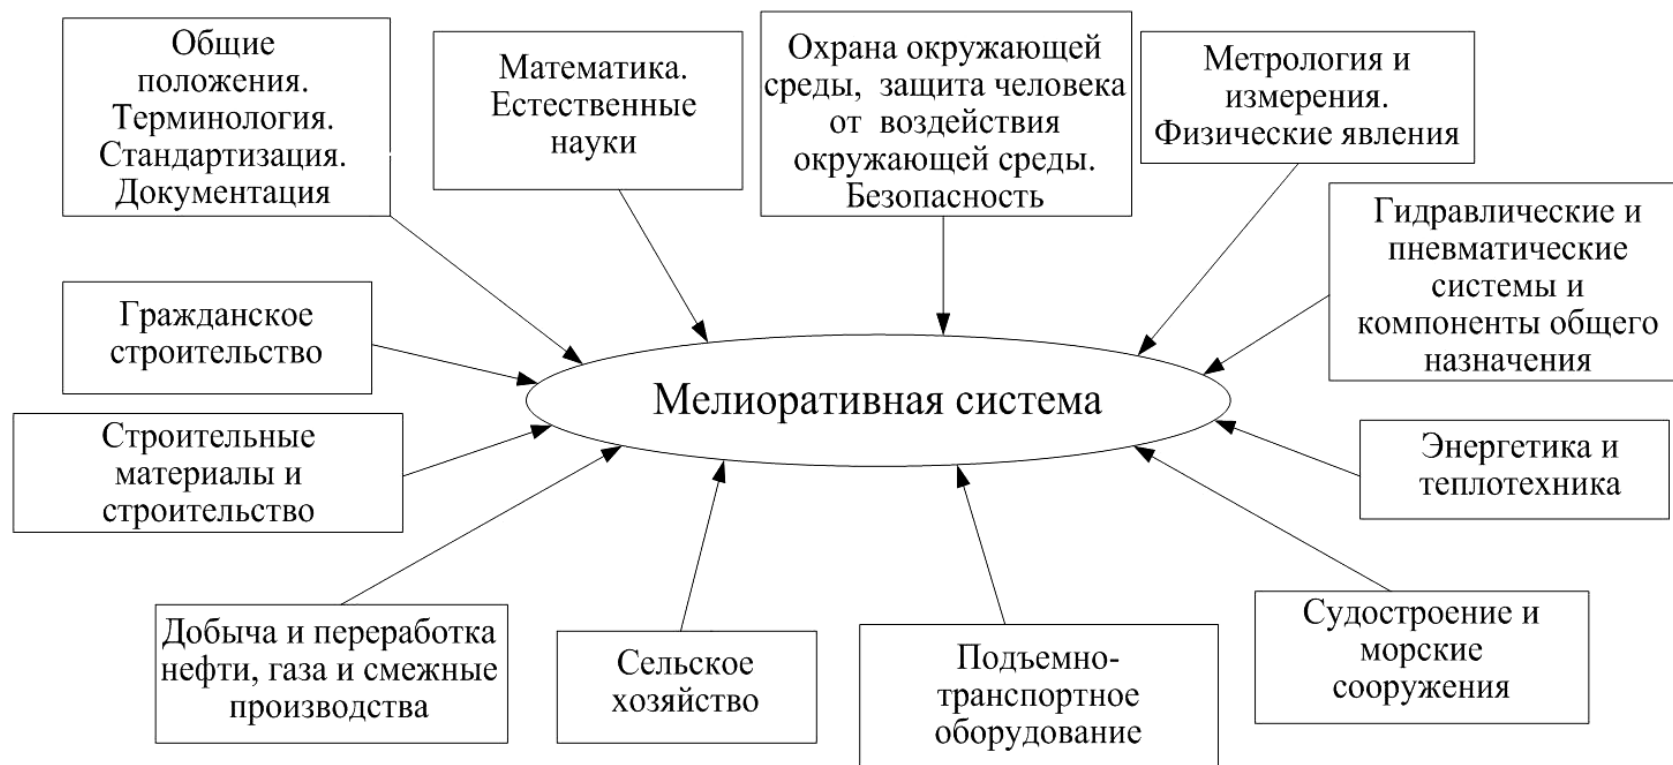 Общие
положения.
Терминология.
Стандартизация.
Документация
Математика.
Естественные
науки
Охрана окружающей
среды, защита человека
от воздействия
окружающей среды.
Безопасность
Метрология и
измерения.
Физические явления
Гидравлические и
пневматические
системы и
компоненты общего
назначения
Гражданское
строительство
Мелиоративная система
Строительные
материалы и
строительство
Энергетика и
теплотехника
Добыча и переработка
нефти, газа и смежные
производства
Сельское
хозяйство
Подъемно-
транспортное
оборудование
Судостроение и
морские
сооружения